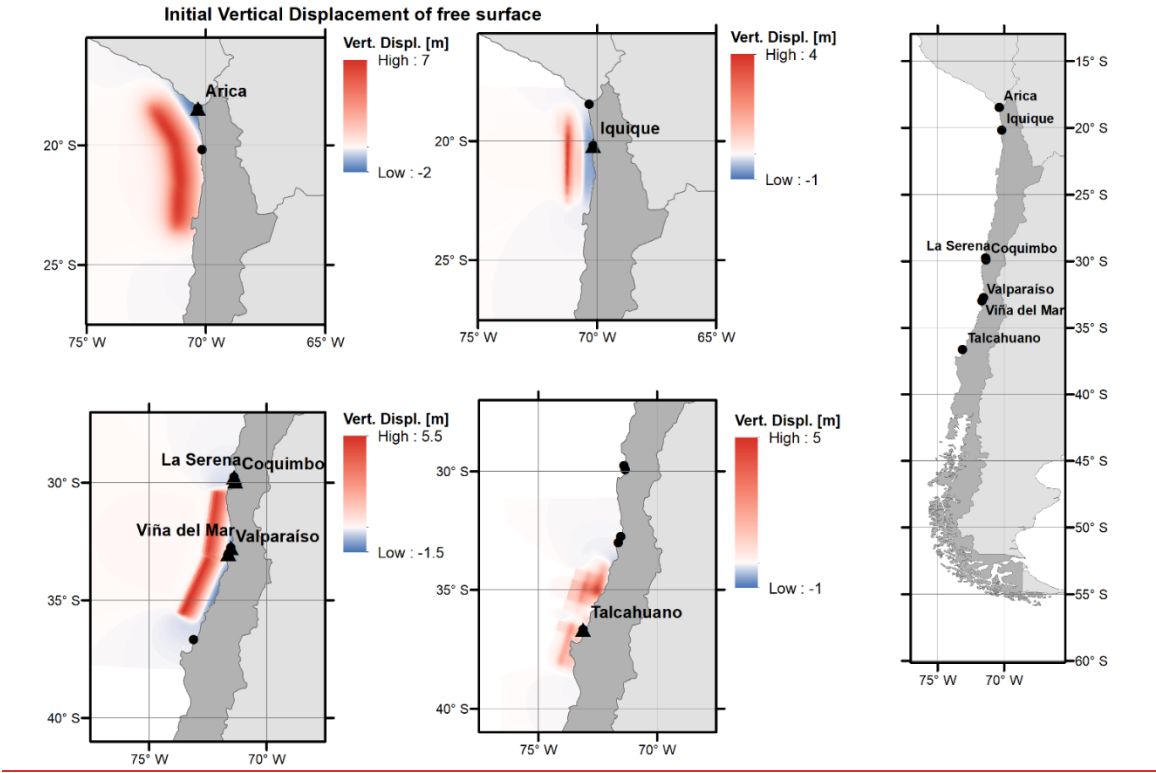 Initial Vertical Displacement of free surface
Vert. Displ. [m]
High : 7
Low : -2
Arica
20° S
25° S
75° W
70° W
65° W
Vert. Displ. [m]
High : 4
Low : -1
Iquique
20° S
25° S
75° W
70° W
65° W
Arica
Iquique
La Serena Coquimbo
Valparaíso
Viña del Mar
Talcahuano
15° S
20° S
25° S
30° S
35° S
40° S
45° S
50° S
55° S
60° S
75° W
70° W
Vert. Displ. [m]
High : 5.5
Low : -1.5
La Serena Coquimbo
Viña del Mar Valparaíso
30° S
35° S
40° S
75° W
70° W
Vert. Displ. [m]
High : 5
Low : -1
Talcahuano
30° S
35° S
40° S
75° W
70° W